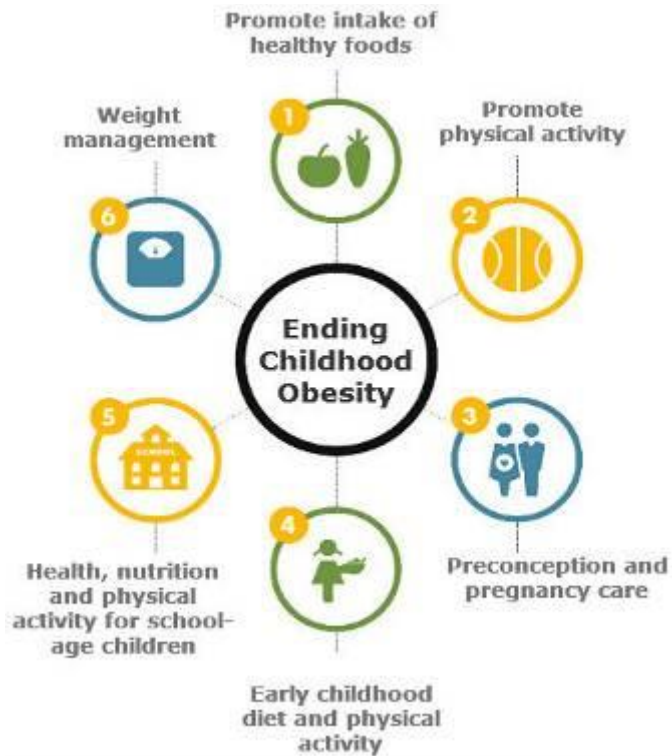 Promote intake of
healthy foods
1
Promote
physical activity
2
3
Preconception and
pregnancy care
4
Early childhood
diet and physical
activity
5
SCHOOL
Health, nutrition
and physical
activity for school-
age children
6
Weight
management
Ending
Childhood
Obesity